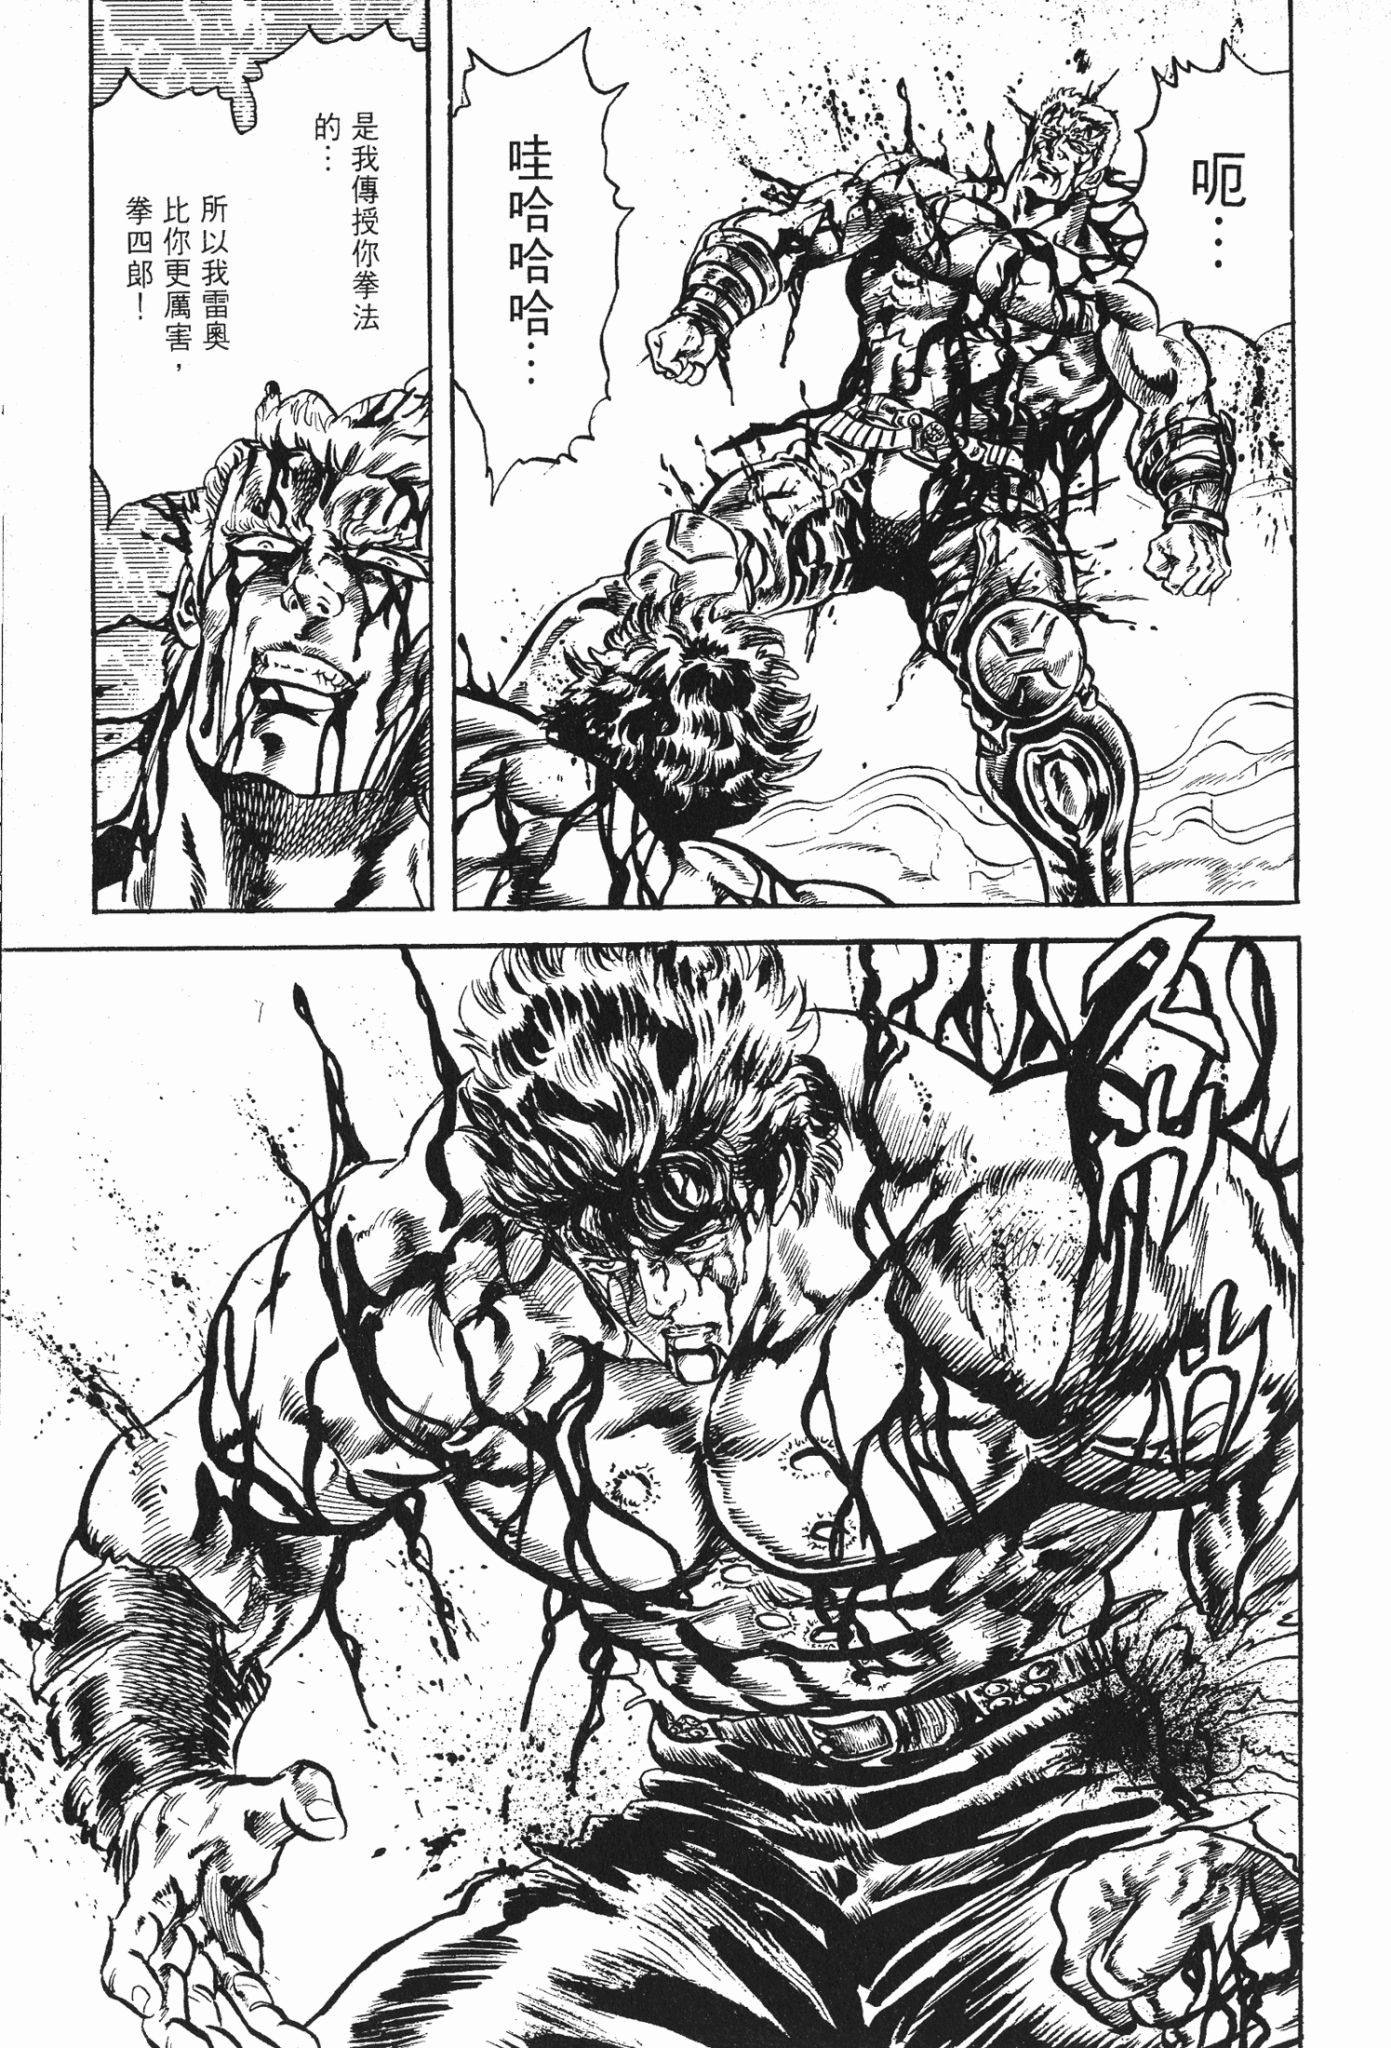 呃…
哇哈哈哈…
是我傳授你拳法
的…
所以我雷奧
比你更厲害，
拳四郎！